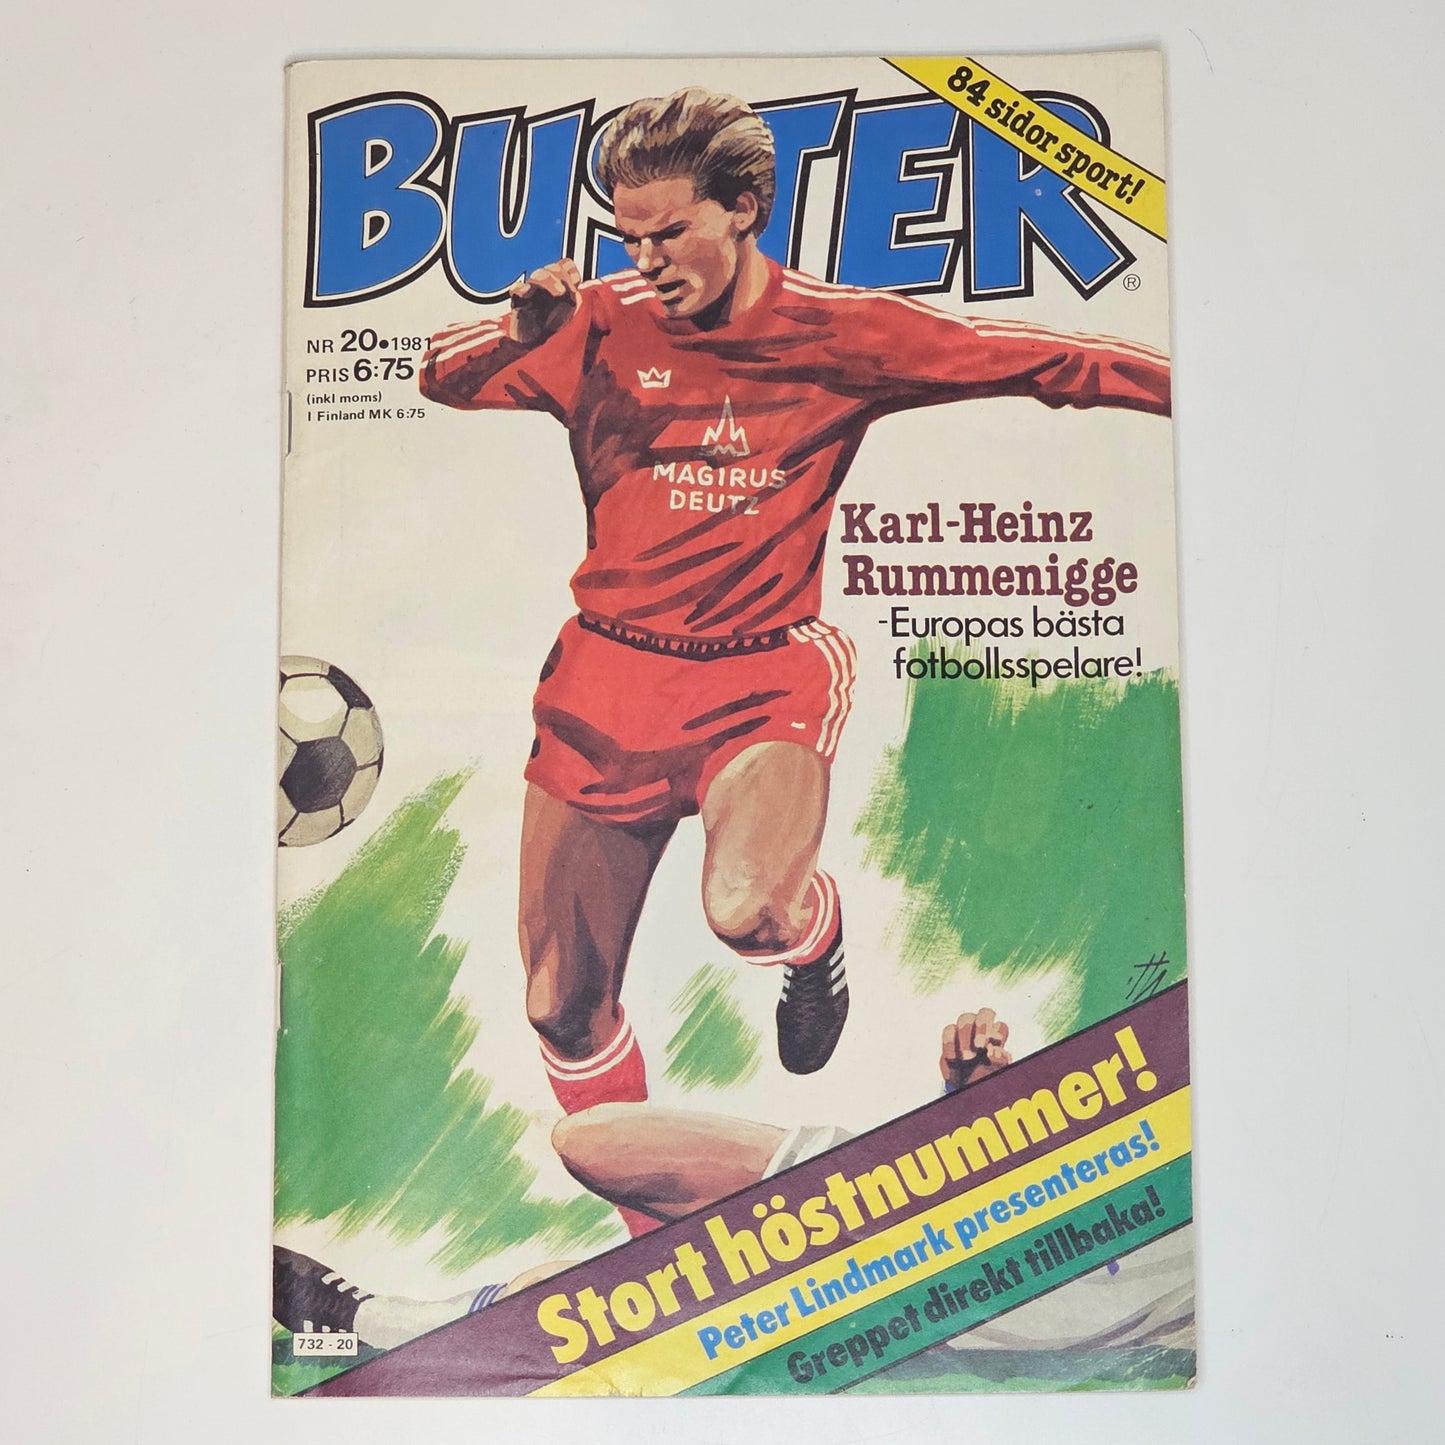 BUSTER
®
84 sidor sport!
NR 20•1981
PRIS 6:75
(inkl moms)
I Finland MK 6:75
MAGIRUS
DEUTZ
Karl-Heinz
Rummenigge
-Europas bästa
fotbollsspelare!
Stort höstnummer!
Peter Lindmark presenteras!
Greppet direkt tillbaka!
732 - 20